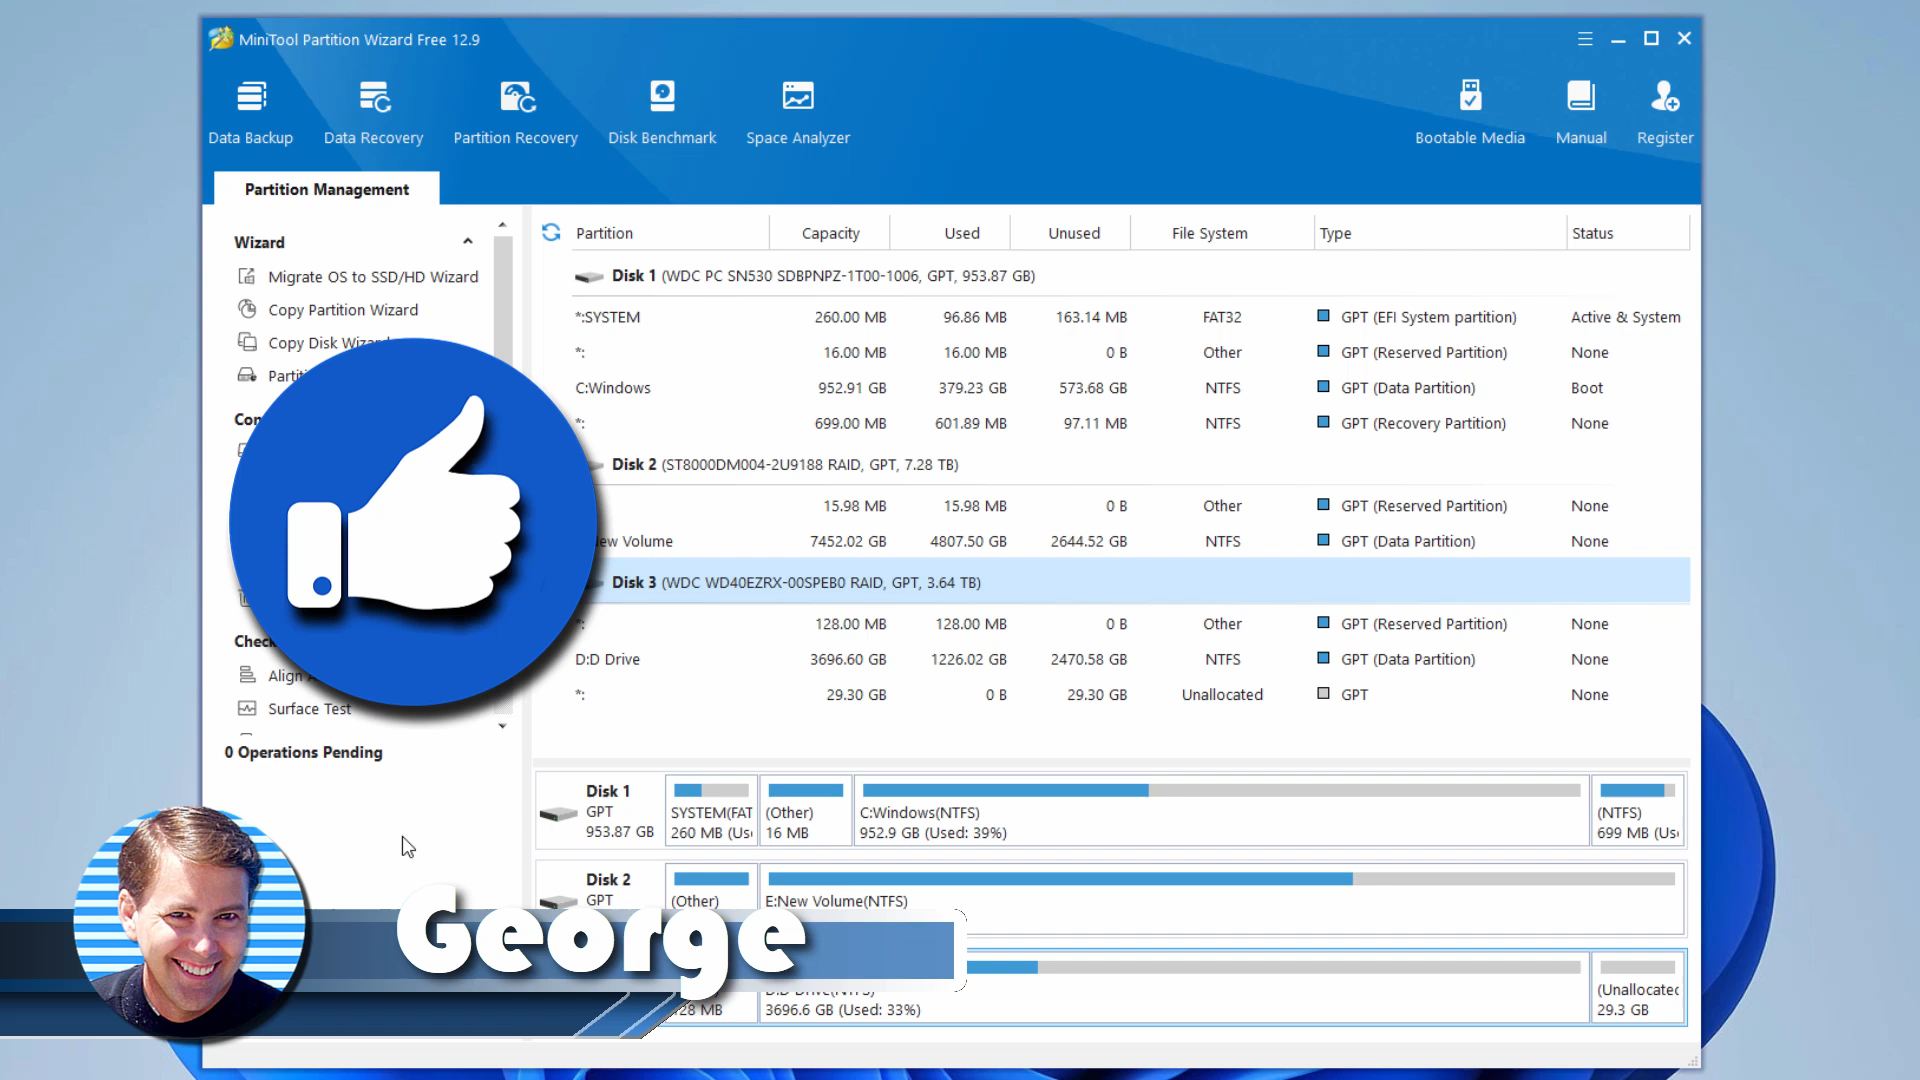 MiniTool Partition Wizard Free 12.9
Data Backup
Data Recovery
Partition Recovery
Disk Benchmark
Space Analyzer
Bootable Media
Manual
Register
Partition Management
Wizard
Migrate OS to SSD/HD Wizard
Copy Partition Wizard
Copy Disk
Surface Test
0 Operations Pending
Partition Capacity Used Unused File System Type Status
Disk 1 (WDC PC SN530 SDBPNPZ-1T00-1006, GPT, 953.87 GB)
*:SYSTEM 260.00 MB 96.86 MB 163.14 MB FAT32 GPT (EFI System partition) Active & System
*: 16.00 MB 16.00 MB 0 B Other GPT (Reserved Partition) None
C:Windows 952.91 GB 379.23 GB 573.68 GB NTFS GPT (Data Partition) Boot
*: 699.00 MB 601.89 MB 97.11 MB NTFS GPT (Recovery Partition) None
Disk 2 (ST8000DM004-2U9188 RAID, GPT, 7.28 TB)
15.98 MB 15.98 MB 0 B Other GPT (Reserved Partition) None
ew Volume 7452.02 GB 4807.50 GB 2644.52 GB NTFS GPT (Data Partition) None
Disk 3 (WDC WD40EZRX-00SPEB0 RAID, GPT, 3.64 TB)
*: 128.00 MB 128.00 MB 0 B Other GPT (Reserved Partition) None
D:D Drive 3696.60 GB 1226.02 GB 2470.58 GB NTFS GPT (Data Partition) None
*: 29.30 GB 0 B 29.30 GB Unallocated GPT None
Disk 1
GPT
953.87 GB
SYSTEM(FAT
260 MB (Us
(Other)
16 MB
C:Windows(NTFS)
952.9 GB (Used: 39%)
(NTFS)
699 MB (Us
Disk 2
GPT
(Other)
E:New Volume(NTFS)
3696.6 GB (Used: 33%)
(Unallocated
29.3 GB
George